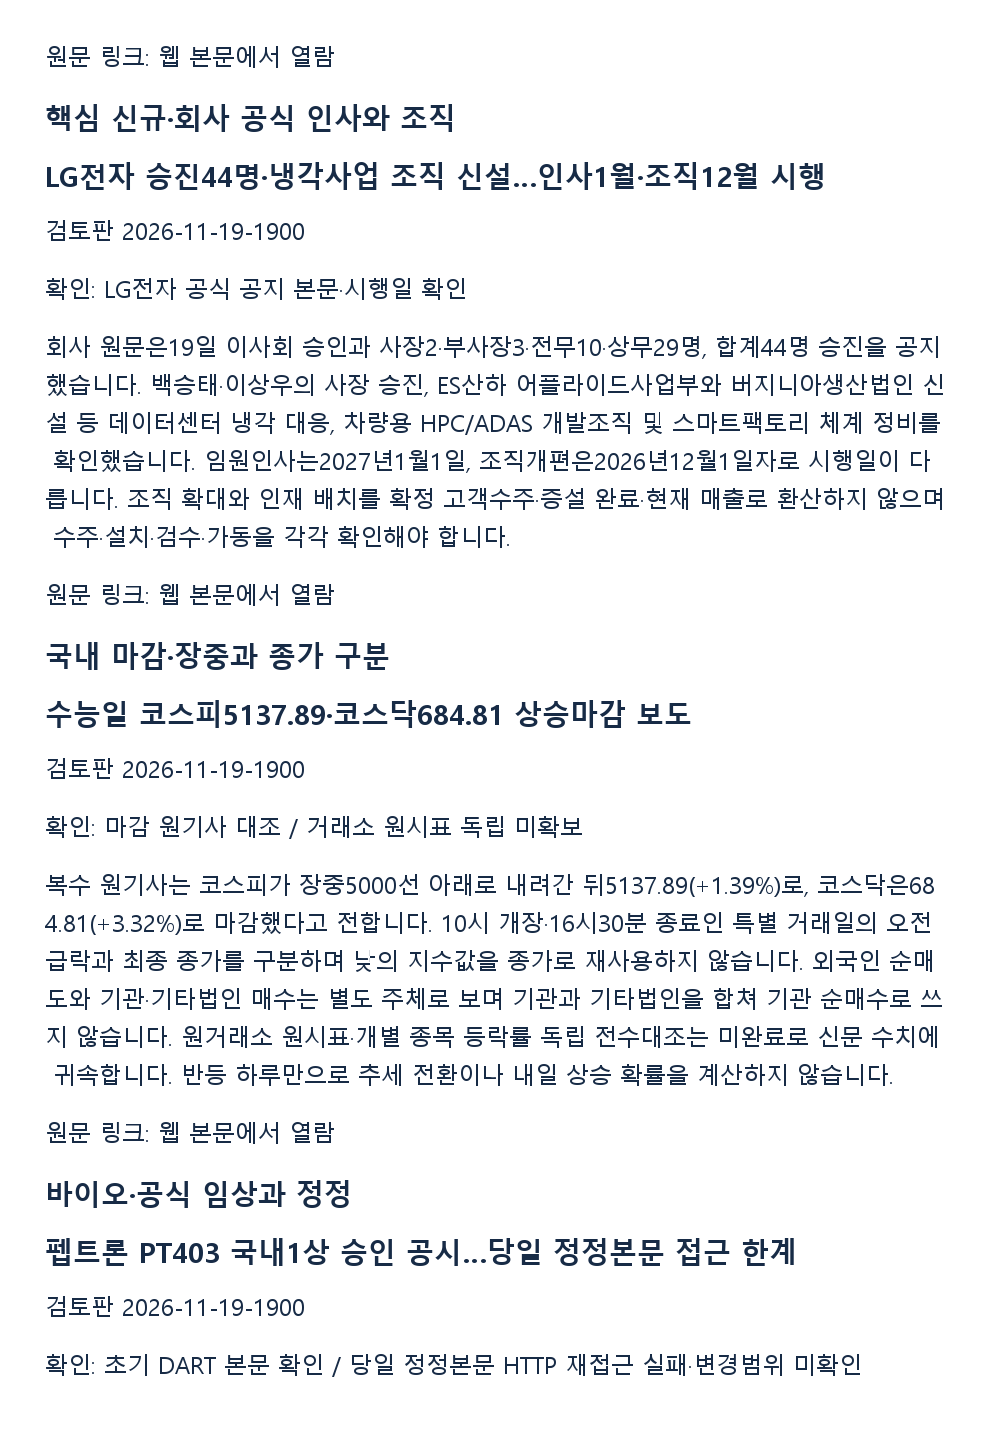 원문 링크: 웹 본문에서 열람
핵심 신규·회사 공식 인사와 조직
LG전자 승진44명·냉각사업 조직 신설...인사1월·조직12월 시행
검토판 2026-11-19-1900
확인: LG전자 공식 공지 본문·시행일 확인
회사 원문은19일 이사회 승인과 사장2·부사장3·전무10·상무29명, 합계44명 승진을 공지
했습니다. 백승태·이상우의 사장 승진, ES산하 어플라이드사업부와 버지니아생산법인 신
설 등 데이터센터 냉각 대응, 차량용 HPC/ADAS 개발조직 및 스마트팩토리 체계 정비를
확인했습니다. 임원인사는2027년1월1일, 조직개편은2026년12월1일자로 시행일이 다
릅니다. 조직 확대와 인재 배치를 확정 고객수주·증설 완료·현재 매출로 환산하지 않으며
수주·설치·검수·가동을 각각 확인해야 합니다.
원문 링크: 웹 본문에서 열람
국내 마감·장중과 종가 구분
수능일 코스피5137.89·코스닥684.81 상승마감 보도
검토판 2026-11-19-1900
확인: 마감 원기사 대조 / 거래소 원시표 독립 미확보
복수 원기사는 코스피가 장중5000선 아래로 내려간 뒤5137.89(+1.39%)로, 코스닥은68
4.81(+3.32%)로 마감했다고 전합니다. 10시 개장·16시30분 종료인 특별 거래일의 오전
급락과 최종 종가를 구분하며 낮의 지수값을 종가로 재사용하지 않습니다. 외국인 순매
도와 기관·기타법인 매수는 별도 주체로 보며 기관과 기타법인을 합쳐 기관 순매수로 쓰
지 않습니다. 원거래소 원시표·개별 종목 등락률 독립 전수대조는 미완료로 신문 수치에
귀속합니다. 반등 하루만으로 추세 전환이나 내일 상승 확률을 계산하지 않습니다.
원문 링크: 웹 본문에서 열람
바이오·공식 임상과 정정
펩트론 PT403 국내1상 승인 공시...당일 정정본문 접근 한계
검토판 2026-11-19-1900
확인: 초기 DART 본문 확인 / 당일 정정본문 HTTP 재접근 실패·변경범위 미확인